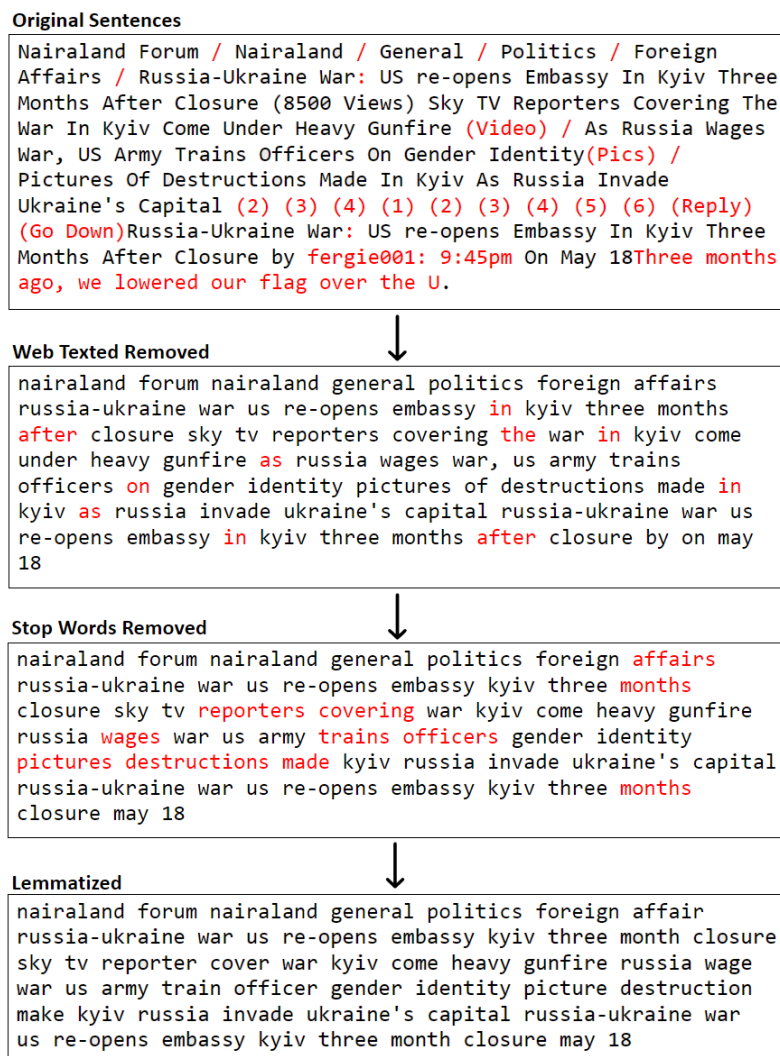 Original Sentences
Nairaland Forum / Nairaland / General / Politics / Foreign
Affairs / Russia-Ukraine War: US re-opens Embassy In Kyiv Three
Months After Closure (8500 Views) Sky TV Reporters Covering The
War In Kyiv Come Under Heavy Gunfire (Video) / As Russia Wages
War, US Army Trains Officers On Gender Identity(Pics) /
Pictures Of Destructions Made In Kyiv As Russia Invade
Ukraine's Capital (2) (3) (4) (1) (2) (3) (4) (5) (6) (Reply)
(Go Down)Russia-Ukraine War: US re-opens Embassy In Kyiv Three
Months After Closure by fergie001: 9:45pm On May 18Three months
ago, we lowered our flag over the U.
Web Texted Removed
nairaland forum nairaland general politics foreign affairs
russia-ukraine war us re-opens embassy in kyiv three months
after closure sky tv reporters covering the war in kyiv come
under heavy gunfire as russia wages war, us army trains
officers on gender identity pictures of destructions made in
kyiv as russia invade ukraine's capital russia-ukraine war us
re-opens embassy in kyiv three months after closure by on may
18
Stop Words Removed
nairaland forum nairaland general politics foreign affairs
russia-ukraine war us re-opens embassy kyiv three months
closure sky tv reporters covering war kyiv come heavy gunfire
russia wages war us army trains officers gender identity
pictures destructions made kyiv russia invade ukraine's capital
russia-ukraine war us re-opens embassy kyiv three months
closure may 18
Lemmatized
nairaland forum nairaland general politics foreign affair
russia-ukraine war us re-opens embassy kyiv three month closure
sky tv reporter cover war kyiv come heavy gunfire russia wage
war us army train officer gender identity picture destruction
make kyiv russia invade ukraine's capital russia-ukraine war
us re-opens embassy kyiv three month closure may 18